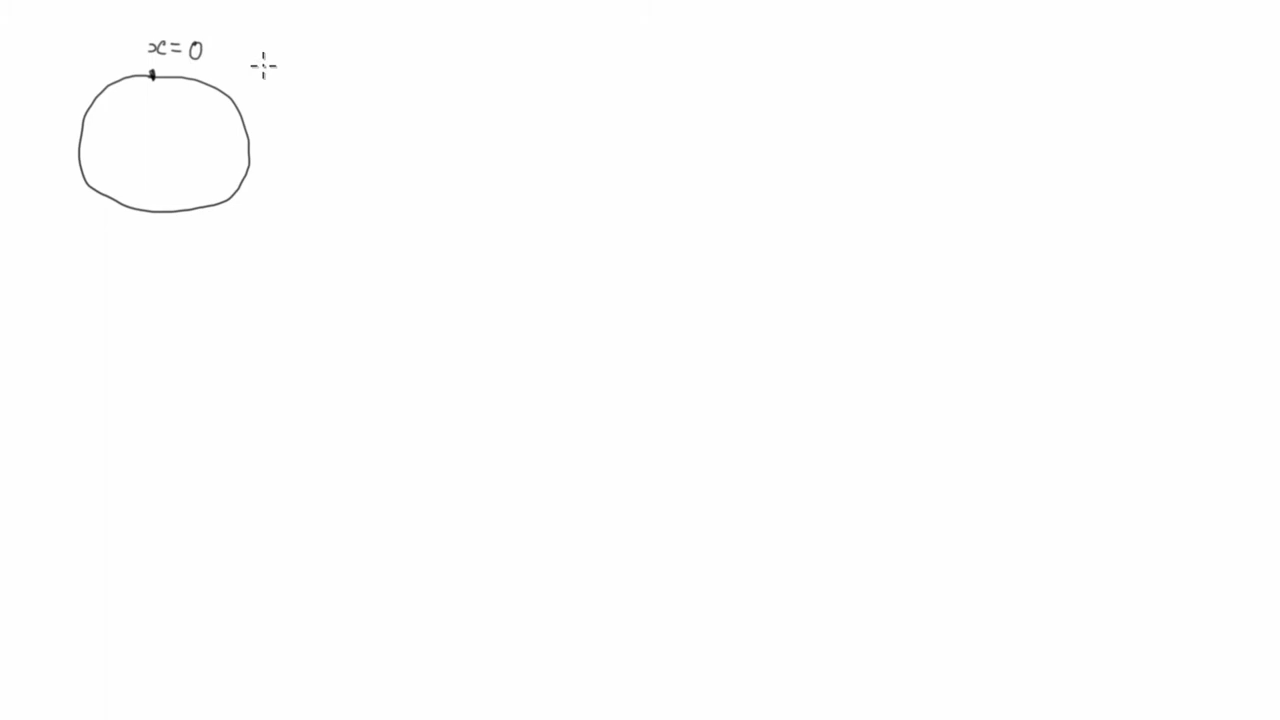 x = 0